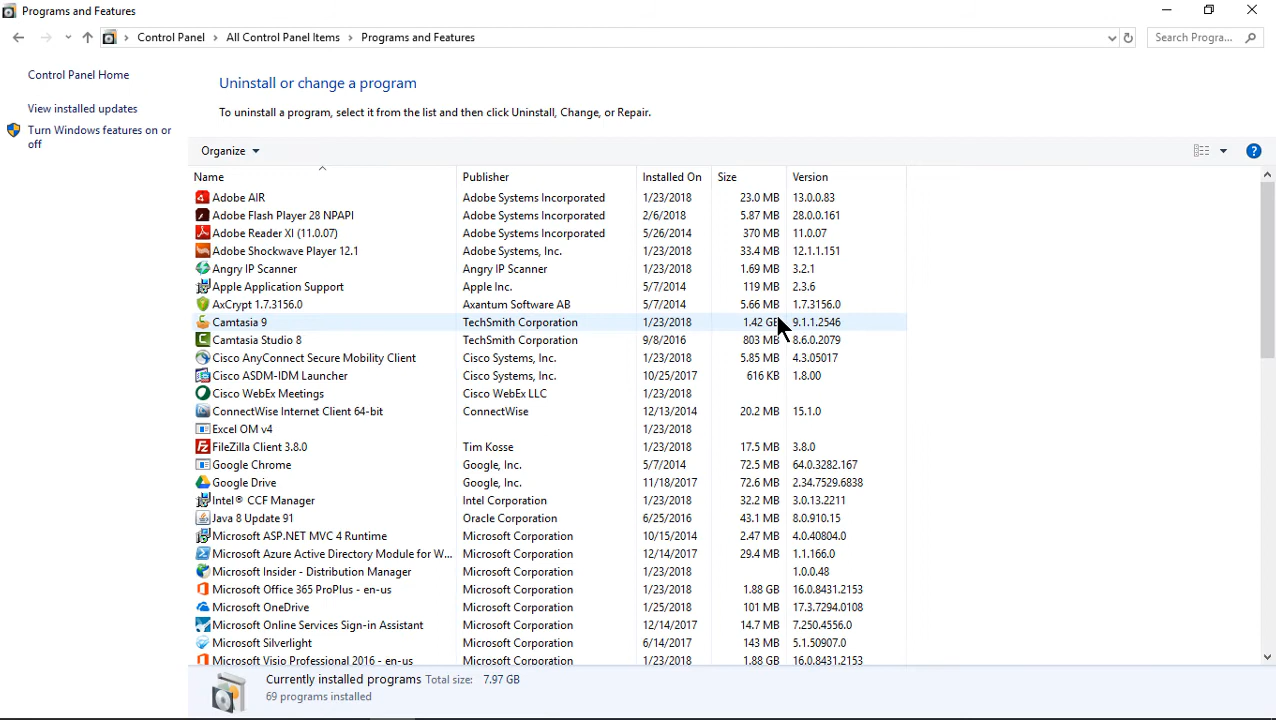 Programs and Features
Control Panel > All Control Panel Items > Programs and Features
Search Progra...
Control Panel Home
View installed updates
Turn Windows features on or
off
Uninstall or change a program
To uninstall a program, select it from the list and then click Uninstall, Change, or Repair.
Organize
Name Publisher Installed On Size Version
Adobe AIR Adobe Systems Incorporated 1/23/2018 23.0 MB 13.0.0.83
Adobe Flash Player 28 NPAPI Adobe Systems Incorporated 2/6/2018 5.87 MB 28.0.0.161
Adobe Reader XI (11.0.07) Adobe Systems Incorporated 5/26/2014 370 MB 11.0.07
Adobe Shockwave Player 12.1 Adobe Systems, Inc. 1/23/2018 33.4 MB 12.1.1.151
Angry IP Scanner Angry IP Scanner 1/23/2018 1.69 MB 3.2.1
Apple Application Support Apple Inc. 5/7/2014 119 MB 2.3.6
AxCrypt 1.7.3156.0 Axantum Software AB 5/7/2014 5.66 MB 1.7.3156.0
Camtasia 9 TechSmith Corporation 1/23/2018 1.42 GB 9.1.1.2546
Camtasia Studio 8 TechSmith Corporation 9/8/2016 803 MB 8.6.0.2079
Cisco AnyConnect Secure Mobility Client Cisco Systems, Inc. 1/23/2018 5.85 MB 4.3.05017
Cisco ASDM-IDM Launcher Cisco Systems, Inc. 10/25/2017 616 KB 1.8.00
Cisco WebEx Meetings Cisco WebEx LLC 1/23/2018
ConnectWise Internet Client 64-bit ConnectWise 12/13/2014 20.2 MB 15.1.0
Excel OM v4 1/23/2018
FileZilla Client 3.8.0 Tim Kosse 1/23/2018 17.5 MB 3.8.0
Google Chrome Google, Inc. 5/7/2014 72.5 MB 64.0.3282.167
Google Drive Google, Inc. 11/18/2017 72.6 MB 2.34.7529.6838
Intel® CCF Manager Intel Corporation 1/23/2018 32.2 MB 3.0.13.2211
Java 8 Update 91 Oracle Corporation 6/25/2016 43.1 MB 8.0.910.15
Microsoft ASP.NET MVC 4 Runtime Microsoft Corporation 10/15/2014 2.47 MB 4.0.40804.0
Microsoft Azure Active Directory Module for W... Microsoft Corporation 12/14/2017 29.4 MB 1.1.166.0
Microsoft Insider - Distribution Manager Microsoft Corporation 1/23/2018 1.0.0.48
Microsoft Office 365 ProPlus - en-us Microsoft Corporation 1/23/2018 1.88 GB 16.0.8431.2153
Microsoft OneDrive Microsoft Corporation 1/25/2018 101 MB 17.3.7294.0108
Microsoft Online Services Sign-in Assistant Microsoft Corporation 12/14/2017 14.7 MB 7.250.4556.0
Microsoft Silverlight Microsoft Corporation 6/14/2017 143 MB 5.1.50907.0
Microsoft Visio Professional 2016 - en-us Microsoft Corporation 1/23/2018 1.88 GB 16.0.8431.2153
Currently installed programs Total size: 7.97 GB
69 programs installed